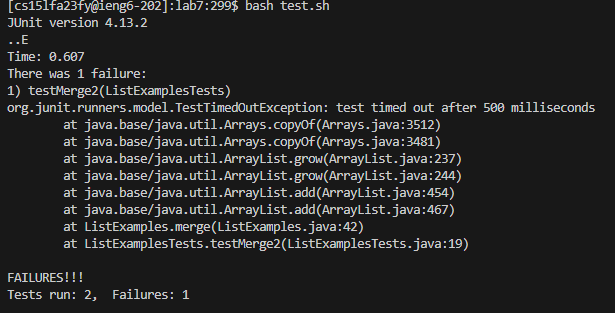 [cs15lfa23fy@ieng6-202]:lab7:299$ bash test.sh
JUnit version 4.13.2
..E
Time: 0.607
There was 1 failure:
1) testMerge2(ListExamplesTests)
org.junit.runners.model.TestTimedOutException: test timed out after 500 milliseconds
        at java.base/java.util.Arrays.copyOf(Arrays.java:3512)
        at java.base/java.util.Arrays.copyOf(Arrays.java:3481)
        at java.base/java.util.ArrayList.grow(ArrayList.java:237)
        at java.base/java.util.ArrayList.grow(ArrayList.java:244)
        at java.base/java.util.ArrayList.add(ArrayList.java:454)
        at java.base/java.util.ArrayList.add(ArrayList.java:467)
        at ListExamples.merge(ListExamples.java:42)
        at ListExamplesTests.testMerge2(ListExamplesTests.java:19)

FAILURES!!!
Tests run: 2,  Failures: 1